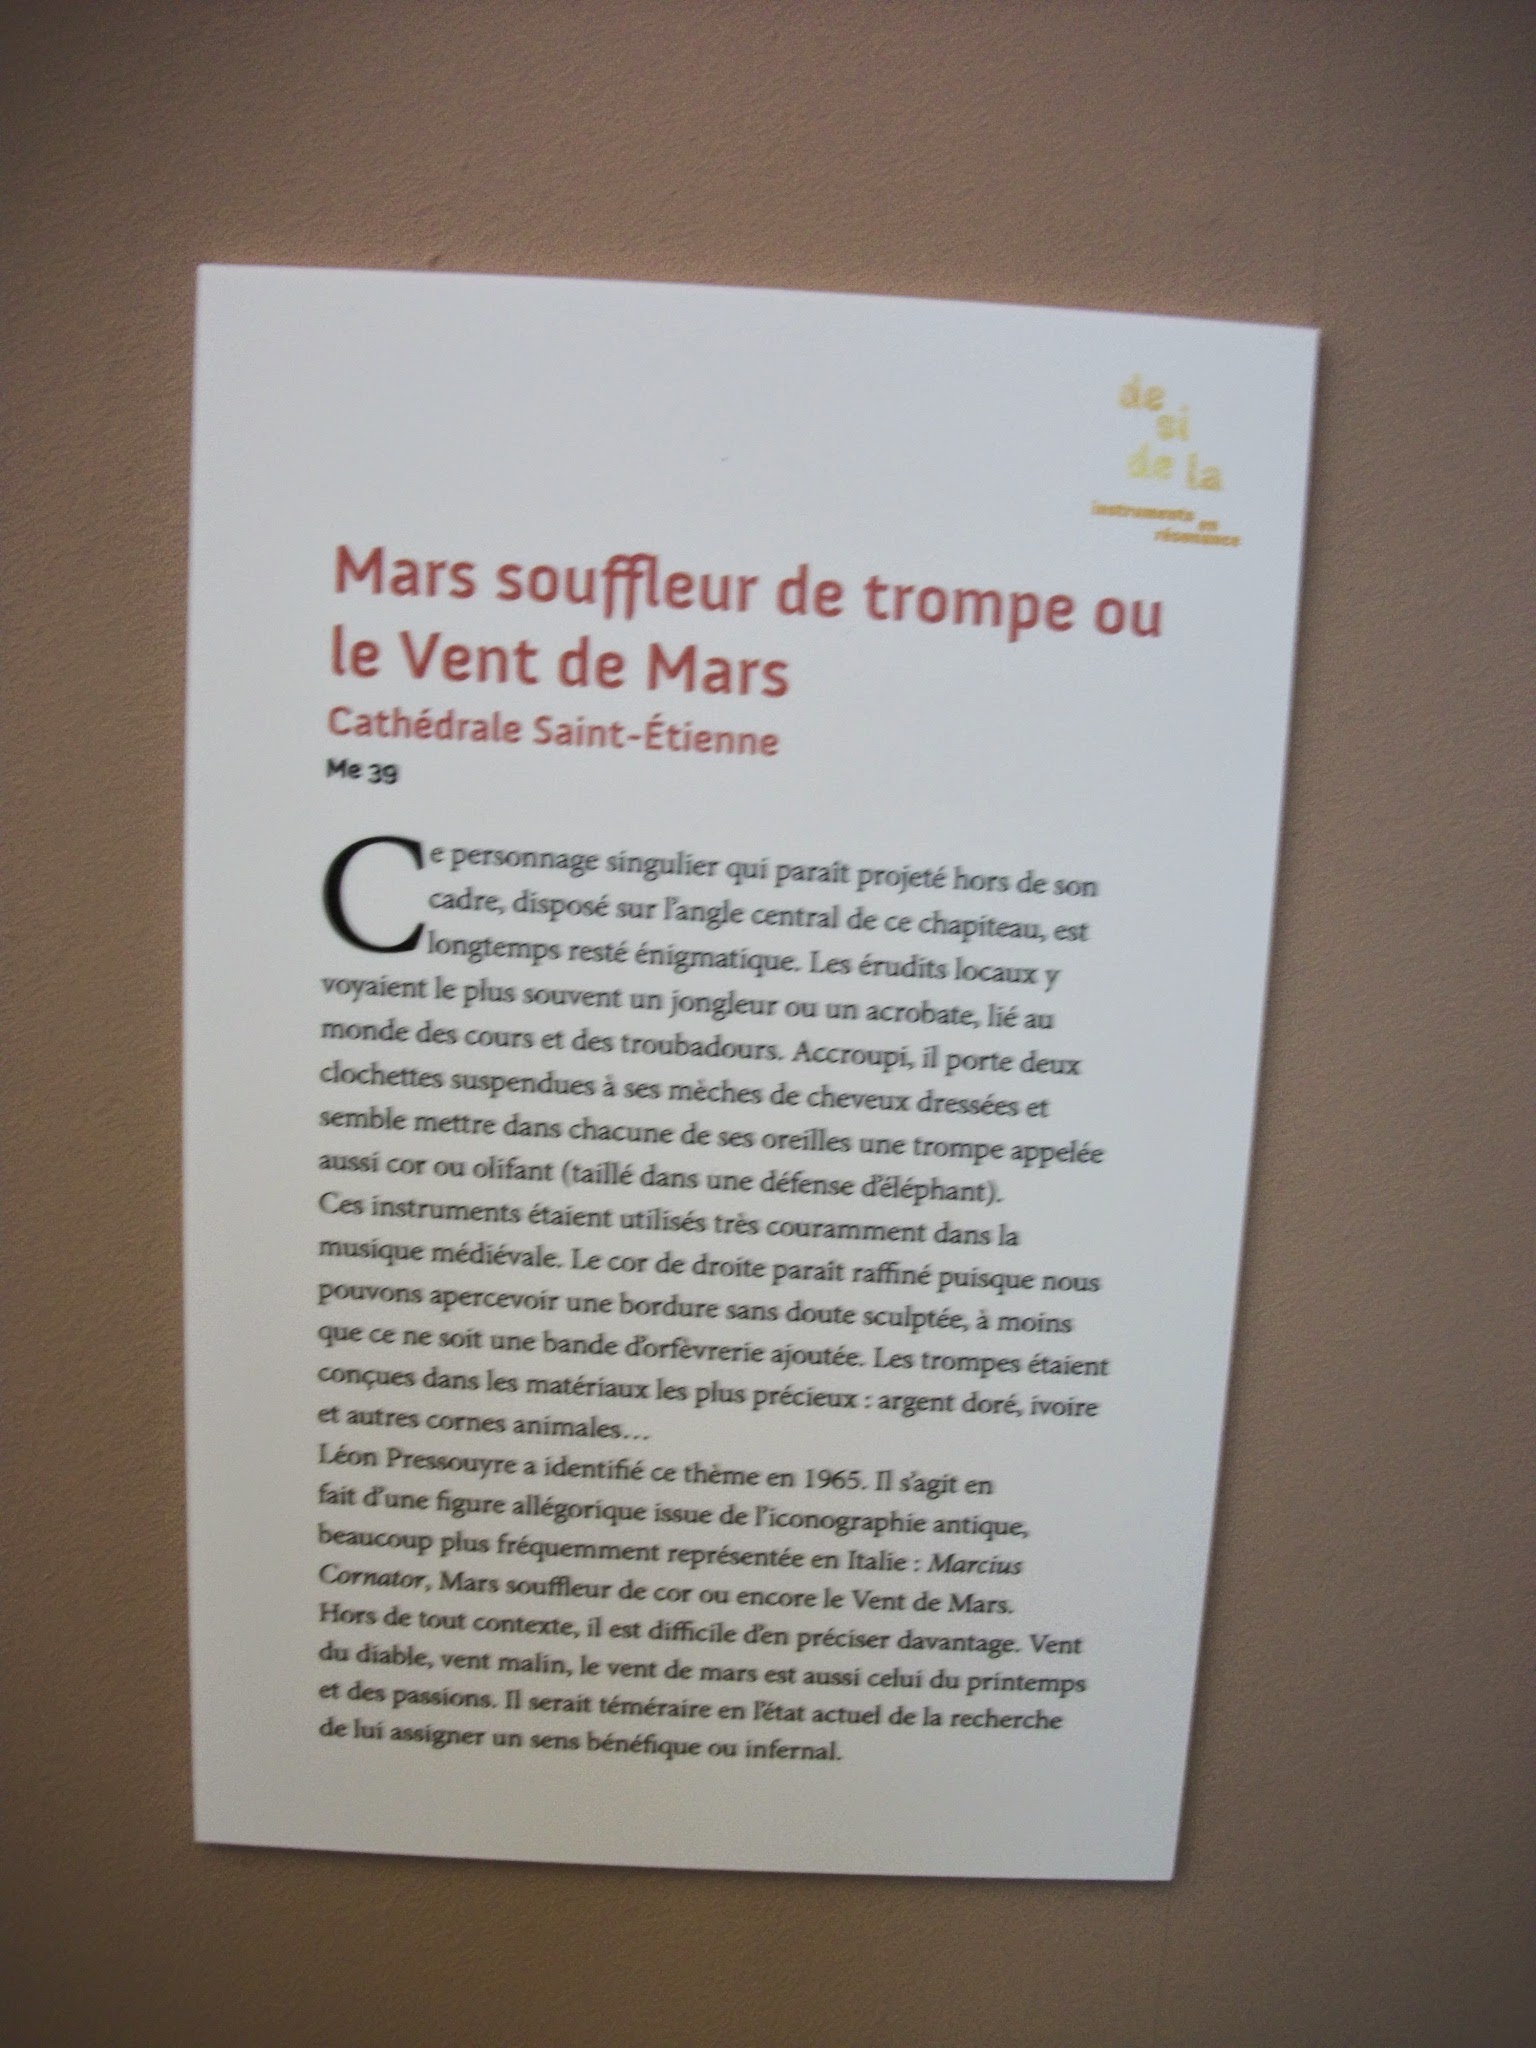 de
si
de la
instruments
en
résonance
Mars souffleur de trompe ou
le Vent de Mars
Cathédrale Saint-Étienne
Me 39
Ce personnage singulier qui paraît projeté hors de son
cadre, disposé sur l'angle central de ce chapiteau, est
longtemps resté énigmatique. Les érudits locaux y
voyaient le plus souvent un jongleur ou un acrobate, lié au
monde des cours et des troubadours. Accroupi, il porte deux
clochettes suspendues à ses mèches de cheveux dressées et
semble mettre dans chacune de ses oreilles une trompe appelée
aussi cor ou olifant (taillé dans une défense d'éléphant).
Ces instruments étaient utilisés très couramment dans la
musique médiévale. Le cor de droite paraît raffiné puisque nous
pouvons apercevoir une bordure sans doute sculptée, à moins
que ce ne soit une bande d'orfèvrerie ajoutée. Les trompes étaient
conçues dans les matériaux les plus précieux : argent doré, ivoire
et autres cornes animales...
Léon Pressouyre a identifié ce thème en 1965. Il s'agit en
fait d'une figure allégorique issue de l'iconographie antique,
beaucoup plus fréquemment représentée en Italie : Marcius
Cornator, Mars souffleur de cor ou encore le Vent de Mars.
Hors de tout contexte, il est difficile d'en préciser davantage. Vent
du diable, vent malin, le vent de mars est aussi celui du printemps
et des passions. Il serait téméraire en l'état actuel de la recherche
de lui assigner un sens bénéfique ou infernal.